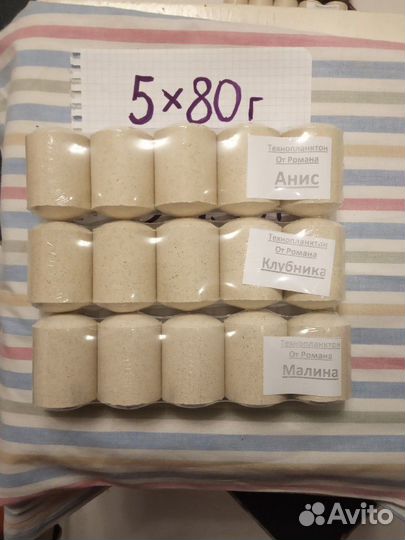 5×80г
Технопланктон
От Романа
Анис
Технопланктон
От Романа
Клубника
Технопланктон
От Романа
Малина
Avito